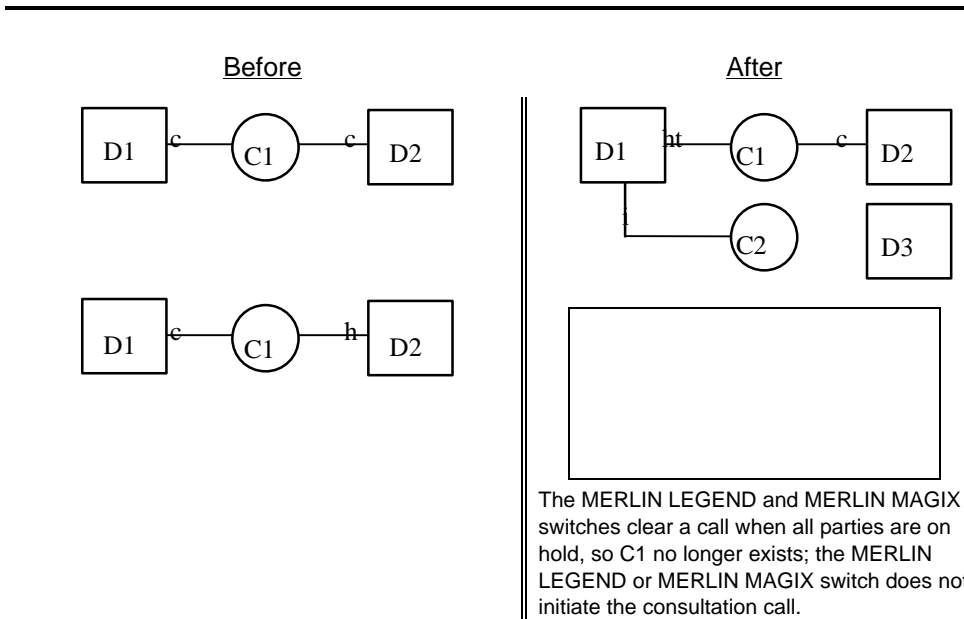 Before
After
D1 c C1 c D2
D1 ht C1 c D2
i C2 D3
D1 c C1 h D2
The MERLIN LEGEND and MERLIN MAGIX
switches clear a call when all parties are on
hold, so C1 no longer exists; the MERLIN
LEGEND or MERLIN MAGIX switch does not
initiate the consultation call.